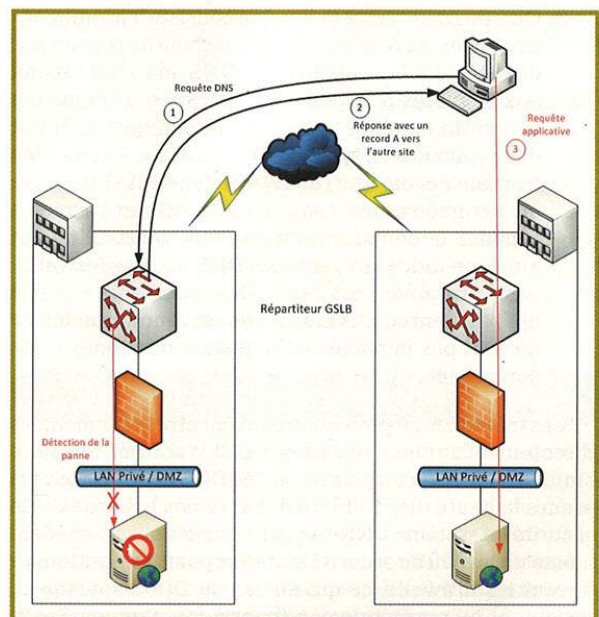 Requête DNS
1
2
Réponse avec un
record A vers
l'autre site
Requête
applicative
3
Répartiteur GSLB
Détection de la
panne
LAN Privé / DMZ
LAN Privé / DMZ